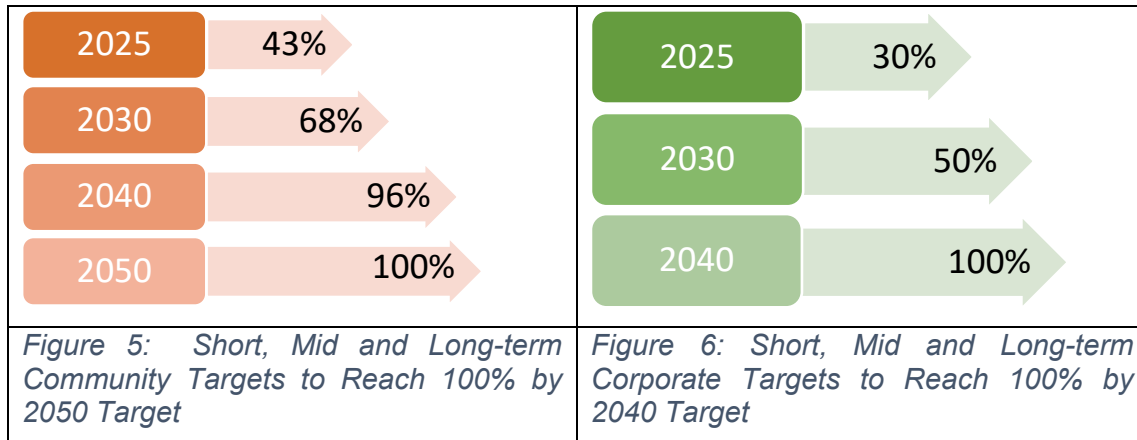 2025 43%
2030 68%
2040 96%
2050 100%
Figure 5: Short, Mid and Long-term
Community Targets to Reach 100% by
2050 Target
2025 30%
2030 50%
2040 100%
Figure 6: Short, Mid and Long-term
Corporate Targets to Reach 100% by
2040 Target